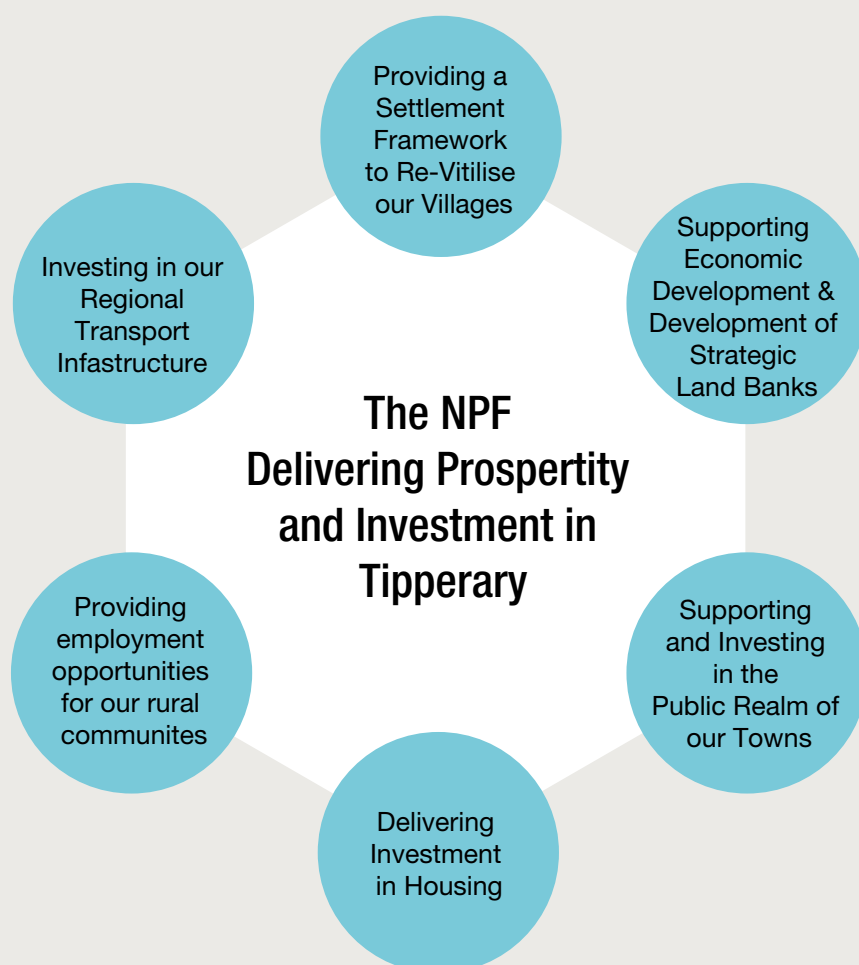 Providing a
Settlement
Framework
to Re-Vitilise
our Villages
Supporting
Economic
Development &
Development of
Strategic
Land Banks
Investing in our
Regional
Transport
Infastructure
The NPF
Delivering Prospertity
and Investment in
Tipperary
Providing
employment
opportunities
for our rural
communites
Supporting
and Investing
in the
Public Realm of
our Towns
Delivering
Investment
in Housing